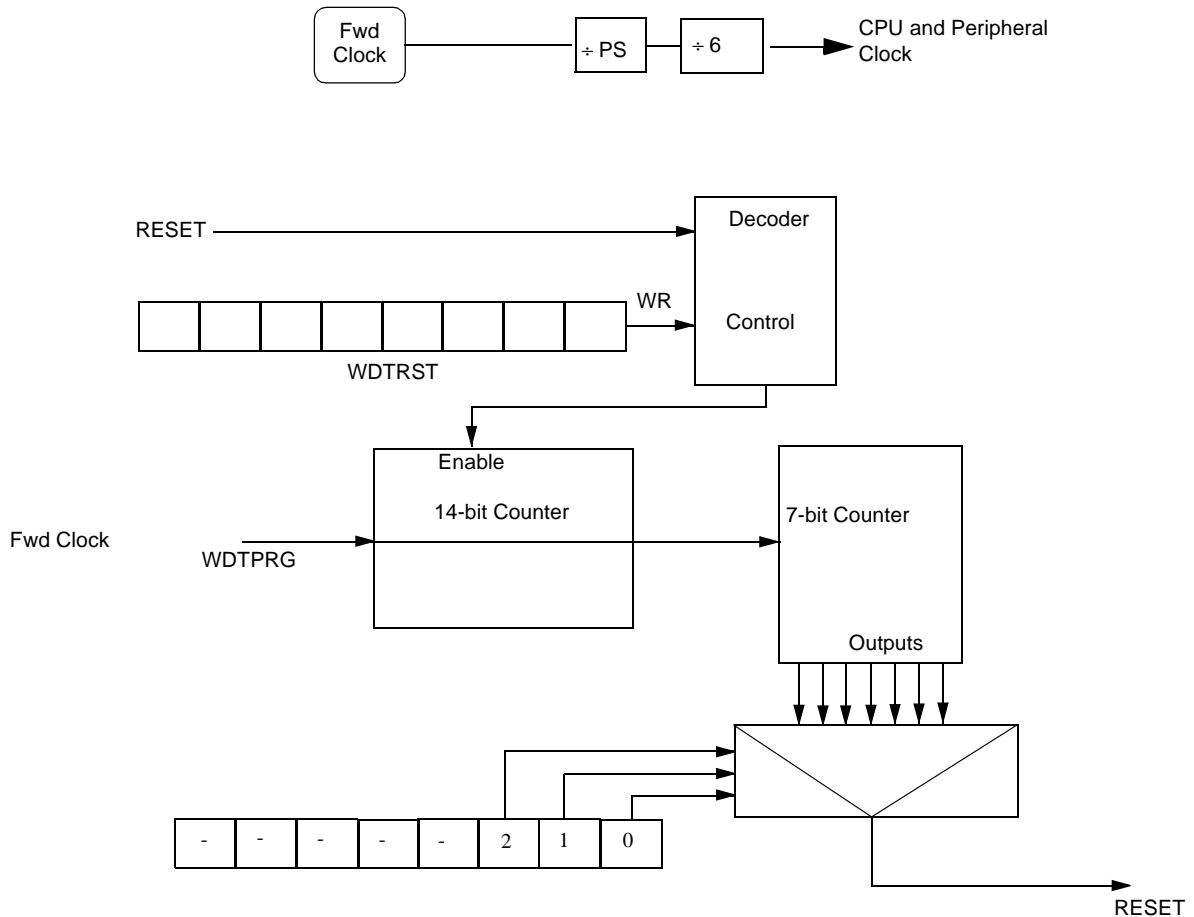 Fwd
Clock
÷ PS
÷ 6
CPU and Peripheral
Clock
RESET
Decoder
WR
Control
WDTRST
Enable
14-bit Counter
7-bit Counter
Fwd Clock
WDTPRG
Outputs
- - - - - 2 1 0
RESET